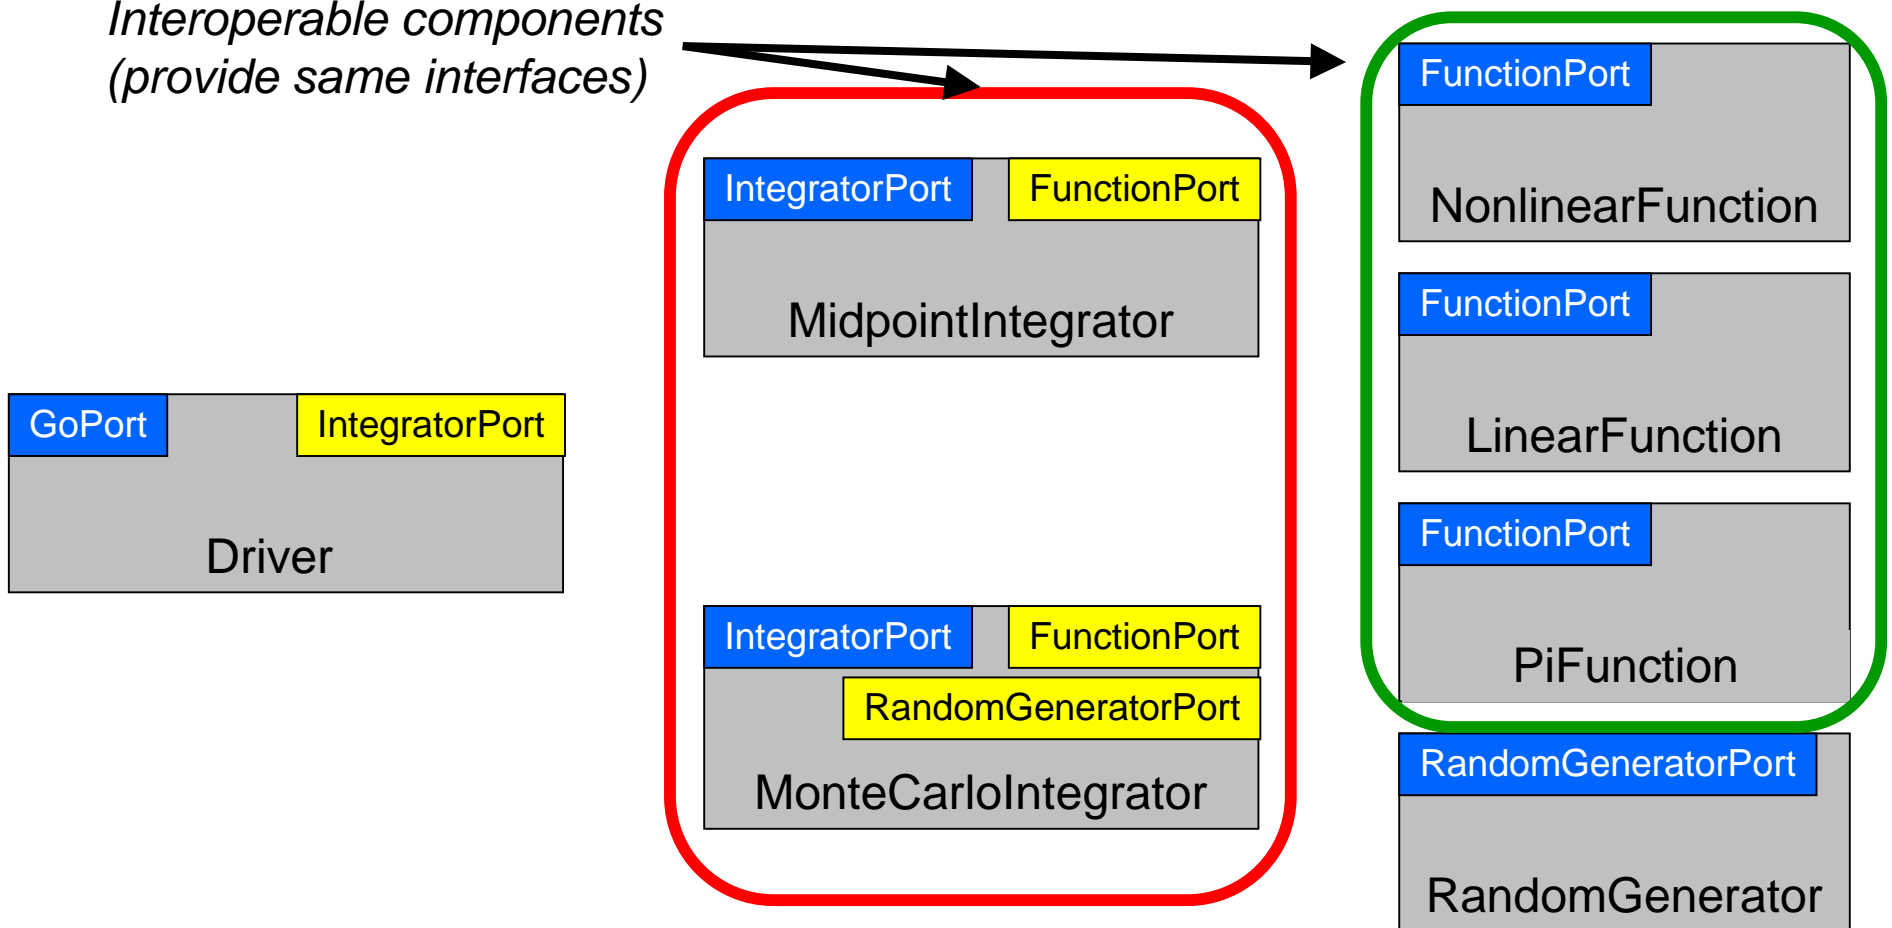 Interoperable components
(provide same interfaces)
GoPort
IntegratorPort
Driver
IntegratorPort
FunctionPort
MidpointIntegrator
IntegratorPort
FunctionPort
RandomGeneratorPort
MonteCarloIntegrator
FunctionPort
NonlinearFunction
FunctionPort
LinearFunction
FunctionPort
PiFunction
RandomGeneratorPort
RandomGenerator